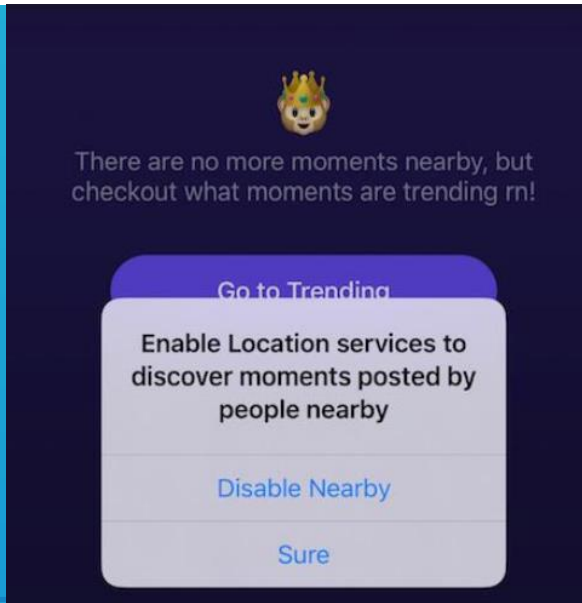 There are no more moments nearby, but
checkout what moments are trending rn!
Go to Trending
Enable Location services to
discover moments posted by
people nearby
Disable Nearby
Sure